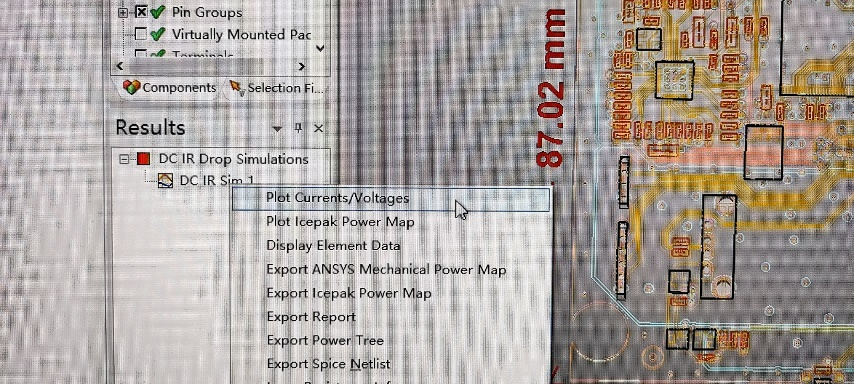 Pin Groups
Virtually Mounted Pac
Terminals
Components
Selection Fi...
Results
DC IR Drop Simulations
DC IR Sim 1
Plot Currents/Voltages
Plot Icepak Power Map
Display Element Data
Export ANSYS Mechanical Power Map
Export Icepak Power Map
Export Report
Export Power Tree
Export Spice Netlist
87.02 mm